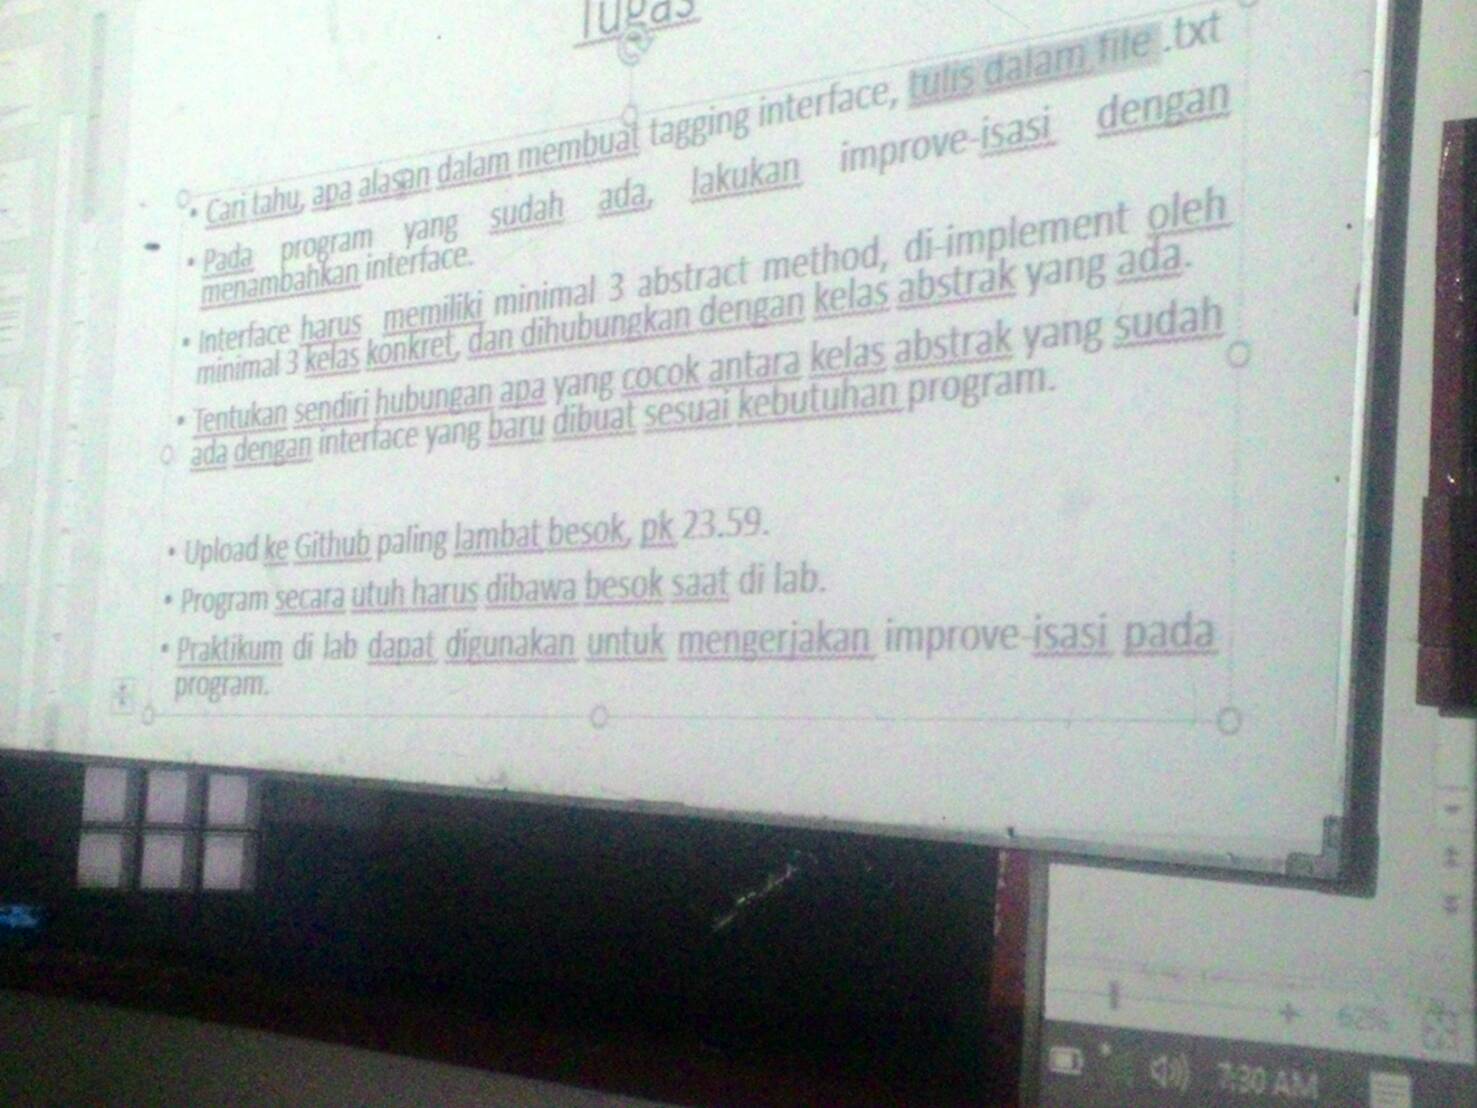 Tugas
• Cari tahu, apa alasan dalam membuat tagging interface, tulis dalam file .txt
• Pada program yang sudah ada, lakukan improve-isasi dengan
menambahkan interface.
• Interface harus memiliki minimal 3 abstract method, di-implement oleh
minimal 3 kelas konkret, dan dihubungkan dengan kelas abstrak yang ada.
• Tentukan sendiri hubungan apa yang cocok antara kelas abstrak yang sudah
ada dengan interface yang baru dibuat sesuai kebutuhan program.
• Upload ke Github paling lambat besok, pk 23.59.
• Program secara utuh harus dibawa besok saat di lab.
• Praktikum di lab dapat digunakan untuk mengerjakan improve-isasi pada
program.
62%
7:30 AM